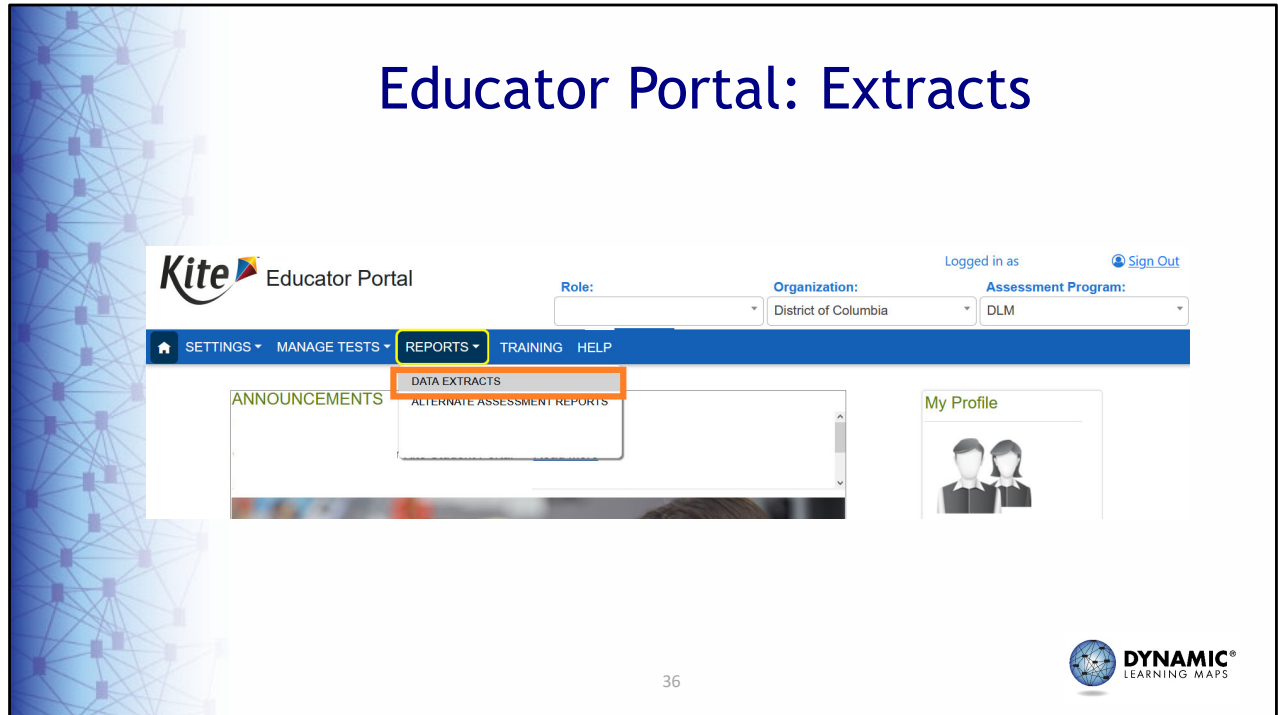 Educator Portal: Extracts
Kite Educator Portal
Logged in as Sign Out
Role: Organization: Assessment Program:
District of Columbia DLM
SETTINGS MANAGE TESTS REPORTS TRAINING HELP
DATA EXTRACTS
ANNOUNCEMENTS ALTERNATE ASSESSMENT REPORTS
My Profile
36
DYNAMIC®
LEARNING MAPS